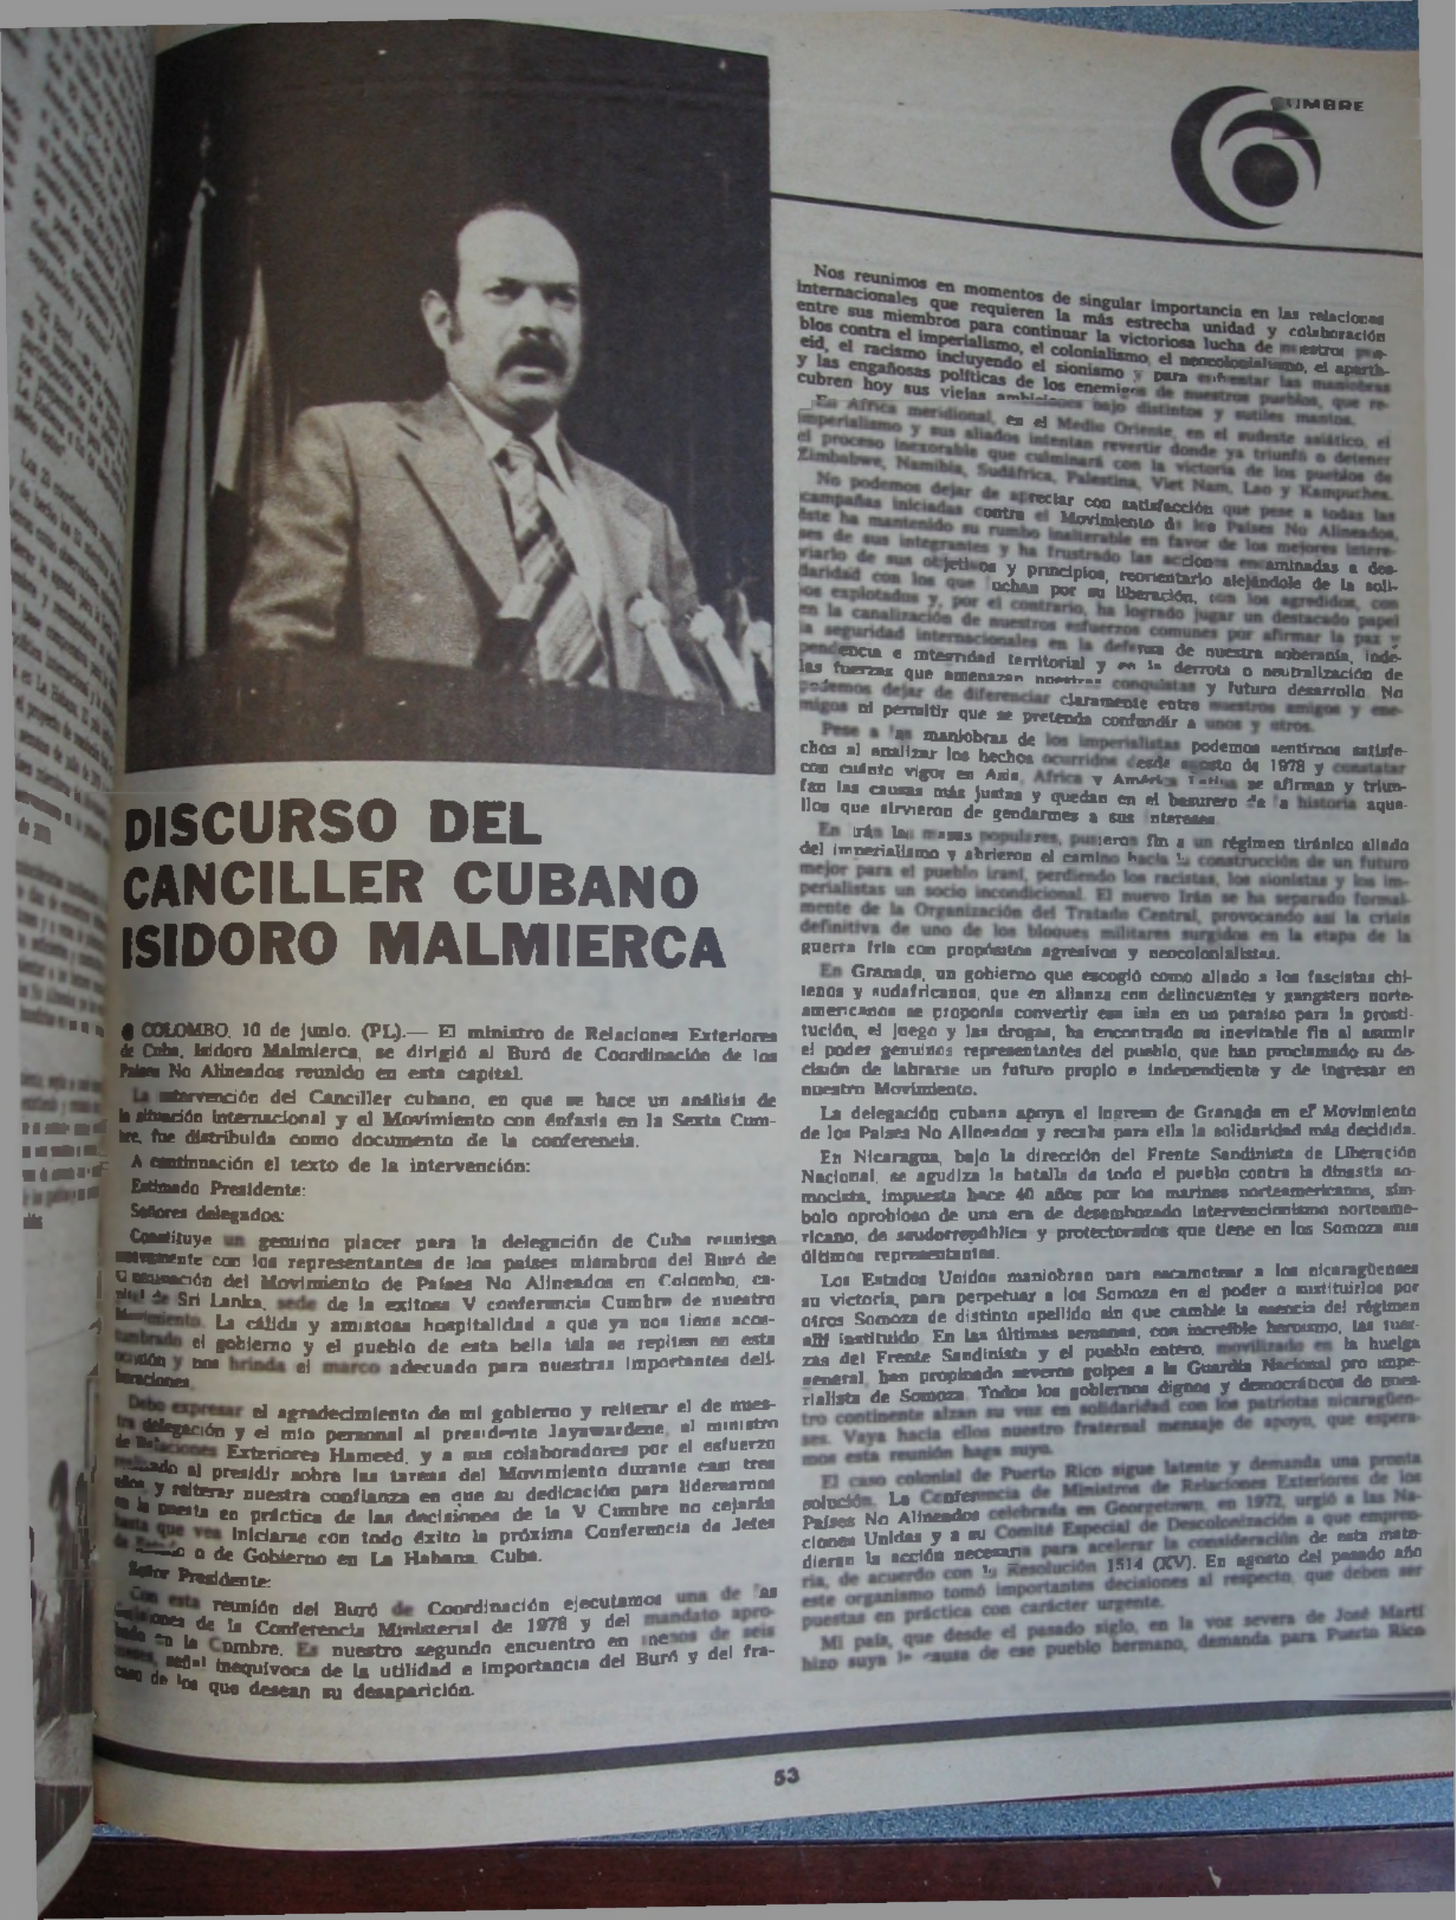 CUMBRE
DISCURSO DEL
CANCILLER CUBANO
ISIDORO MALMIERCA
COLOMBO, 10 de junio. (PL).— El ministro de Relaciones Exteriores
de Cuba, Isidoro Malmierca, se dirigió al Buró de Coordinación de los
Países No Alineados reunido en esta capital.
La intervención del Canciller cubano, en que se hace un análisis de
la situación internacional y el Movimiento con énfasis en la Sexta Cum-
bre, fue distribuida como documento de la conferencia.
A continuación el texto de la intervención:
Estimado Presidente:
Señores delegados:
Constituye un genuino placer para la delegación de Cuba reunirse
nuevamente con los representantes de los países miembros del Buró de
Coordinación del Movimiento de Países No Alineados en Colombo, ca-
pital de Sri Lanka, sede de la exitosa V conferencia Cumbre de nuestro
Movimiento. La cálida y amistosa hospitalidad a que ya nos tiene acos-
tumbrado el gobierno y el pueblo de esta bella isla se repiten en esta
ocasión y nos brinda el marco adecuado para nuestras importantes deli-
beraciones.
Debo expresar el agradecimiento de mi gobierno y reiterar el de nues-
tra delegación y el mío personal al presidente Jayawardene, al ministro
de Relaciones Exteriores Hameed, y a sus colaboradores por el esfuerzo
realizado al presidir sobre las tareas del Movimiento durante casi tres
años, y reiterar nuestra confianza en que su dedicación para liderearnos
en la puesta en práctica de las decisiones de la V Cumbre no cejarán
hasta que vea iniciarse con todo éxito la próxima Conferencia de Jefes
de Estado o de Gobierno en La Habana, Cuba.
Señor Presidente:
Con esta reunión del Buró de Coordinación ejecutamos una de las
decisiones de la Conferencia Ministerial de 1978 y del mandato apro-
bado en la Cumbre. Es nuestro segundo encuentro en menos de seis
meses, señal inequívoca de la utilidad e importancia del Buró y del fra-
caso de los que desean su desaparición.
Nos reunimos en momentos de singular importancia en las relaciones
internacionales que requieren la más estrecha unidad y colaboración
entre sus miembros para continuar la victoriosa lucha de nuestros pue-
blos contra el imperialismo, el colonialismo, el neocolonialismo, el aparth-
eid, el racismo incluyendo el sionismo y para enfrentar las maniobras
y las engañosas políticas de los enemigos de nuestros pueblos, que re-
cubren hoy sus viejas ambiciones bajo distintos y sutiles mantos.
En Africa meridional, en el Medio Oriente, en el sudeste asiático, el
imperialismo y sus aliados intentan revertir donde ya triunfó o detener
el proceso inexorable que culminará con la victoria de los pueblos de
Zimbabwe, Namibia, Sudáfrica, Palestina, Viet Nam, Lao y Kampuchea.
No podemos dejar de apreciar con satisfacción que pese a todas las
campañas iniciadas contra el Movimiento de los Países No Alineados,
éste ha mantenido su rumbo inalterable en favor de los mejores intere-
ses de sus integrantes y ha frustrado las acciones encaminadas a des-
viarlo de sus objetivos y principios, reorientarlo alejándole de la soli-
daridad con los que luchan por su liberación, con los agredidos, con
los explotados y, por el contrario, ha logrado jugar un destacado papel
en la canalización de nuestros esfuerzos comunes por afirmar la paz y
la seguridad internacionales en la defensa de nuestra soberanía, inde-
pendencia e integridad territorial y en la derrota o neutralización de
las fuerzas que amenazan nuestras conquistas y futuro desarrollo. No
podemos dejar de diferenciar claramente entre nuestros amigos y ene-
migos ni permitir que se pretenda confundir a unos y otros.
Pese a las maniobras de los imperialistas podemos sentirnos satisfe-
chos al analizar los hechos ocurridos desde agosto de 1978 y constatar
con cuánto vigor en Asia, Africa y América Latina se afirman y triun-
fan las causas más justas y quedan en el basurero de la historia aque-
llos que sirvieron de gendarmes a sus intereses.
En Irán las masas populares, pusieron fin a un régimen tiránico aliado
del imperialismo y abrieron el camino hacia la construcción de un futuro
mejor para el pueblo iraní, perdiendo los racistas, los sionistas y los im-
perialistas un socio incondicional. El nuevo Irán se ha separado formal-
mente de la Organización del Tratado Central, provocando así la crisis
definitiva de uno de los bloques militares surgidos en la etapa de la
guerra fría con propósitos agresivos y neocolonialistas.
En Granada, un gobierno que escogió como aliado a los fascistas chi-
lenos y sudafricanos, que en alianza con delincuentes y gangsters norte-
americanos se proponía convertir esa isla en un paraíso para la prosti-
tución, el juego y las drogas, ha encontrado su inevitable fin al asumir
el poder genuinos representantes del pueblo, que han proclamado su de-
cisión de labrarse un futuro propio e independiente y de ingresar en
nuestro Movimiento.
La delegación cubana apoya el ingreso de Granada en el Movimiento
de los Países No Alineados y recaba para ella la solidaridad más decidida.
En Nicaragua, bajo la dirección del Frente Sandinista de Liberación
Nacional, se agudiza la batalla de todo el pueblo contra la dinastía so-
mocista, impuesta hace 40 años por los marines norteamericanos, sím-
bolo oprobioso de una era de desembozado intervencionismo norteame-
ricano, de seudorrepública y protectorados que tiene en los Somoza sus
últimos representantes.
Los Estados Unidos maniobran para escamotear a los nicaragüenses
su victoria, para perpetuar a los Somoza en el poder o sustituirlos por
otros Somoza de distinto apellido sin que cambie la esencia del régimen
allí instituido. En las últimas semanas, con increíble heroísmo, las fuer-
zas del Frente Sandinista y el pueblo entero, movilizado en la huelga
general, han propinado severos golpes a la Guardia Nacional pro impe-
rialista de Somoza. Todos los gobiernos dignos y democráticos de nues-
tro continente alzan su voz en solidaridad con los patriotas nicaragüen-
ses. Vaya hacia ellos nuestro fraternal mensaje de apoyo, que espera-
mos esta reunión haga suyo.
El caso colonial de Puerto Rico sigue latente y demanda una pronta
solución. La Conferencia de Ministros de Relaciones Exteriores de los
Países No Alineados celebrada en Georgetown, en 1972, urgió a las Na-
ciones Unidas y a su Comité Especial de Descolonización a que empren-
dieran la acción necesaria para acelerar la consideración de esta mate-
ria, de acuerdo con la Resolución 1514 (XV). En agosto del pasado año
este organismo tomó importantes decisiones al respecto, que deben ser
puestas en práctica con carácter urgente.
Mi país, que desde el pasado siglo, en la voz severa de José Martí
hizo suya la causa de ese pueblo hermano, demanda para Puerto Rico
53